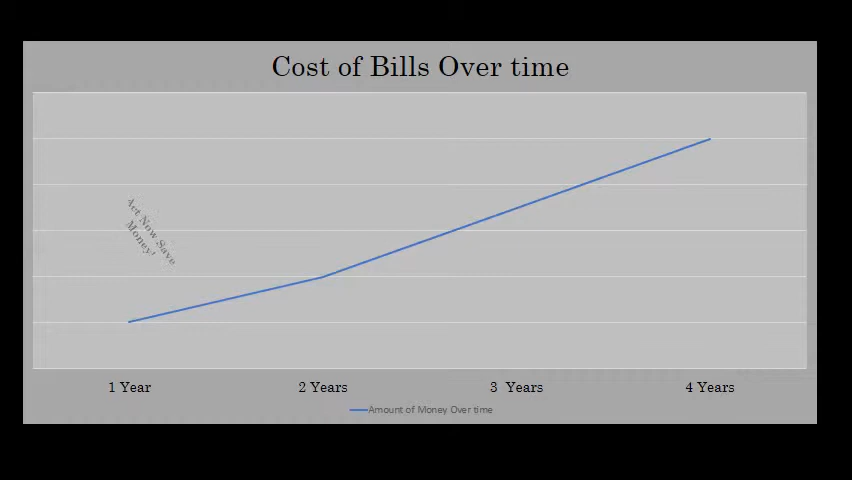 Cost of Bills Over time
Act Now Save
Money!
1 Year
2 Years
3  Years
4 Years
Amount of Money Over time